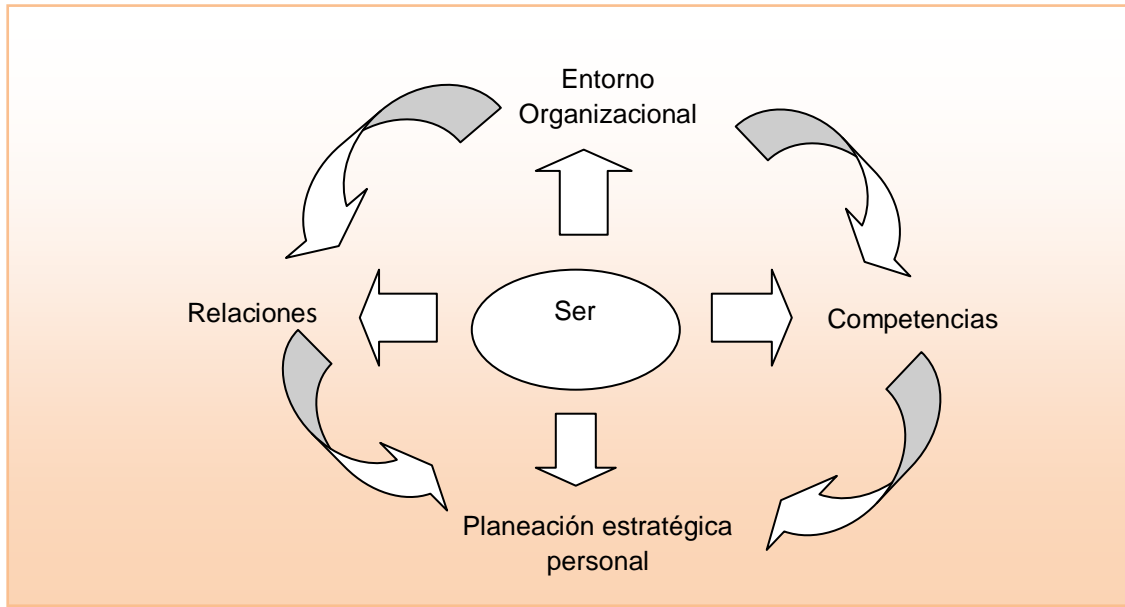 Entorno
Organizacional
Relaciones
Ser
Competencias
Planeación estratégica
personal